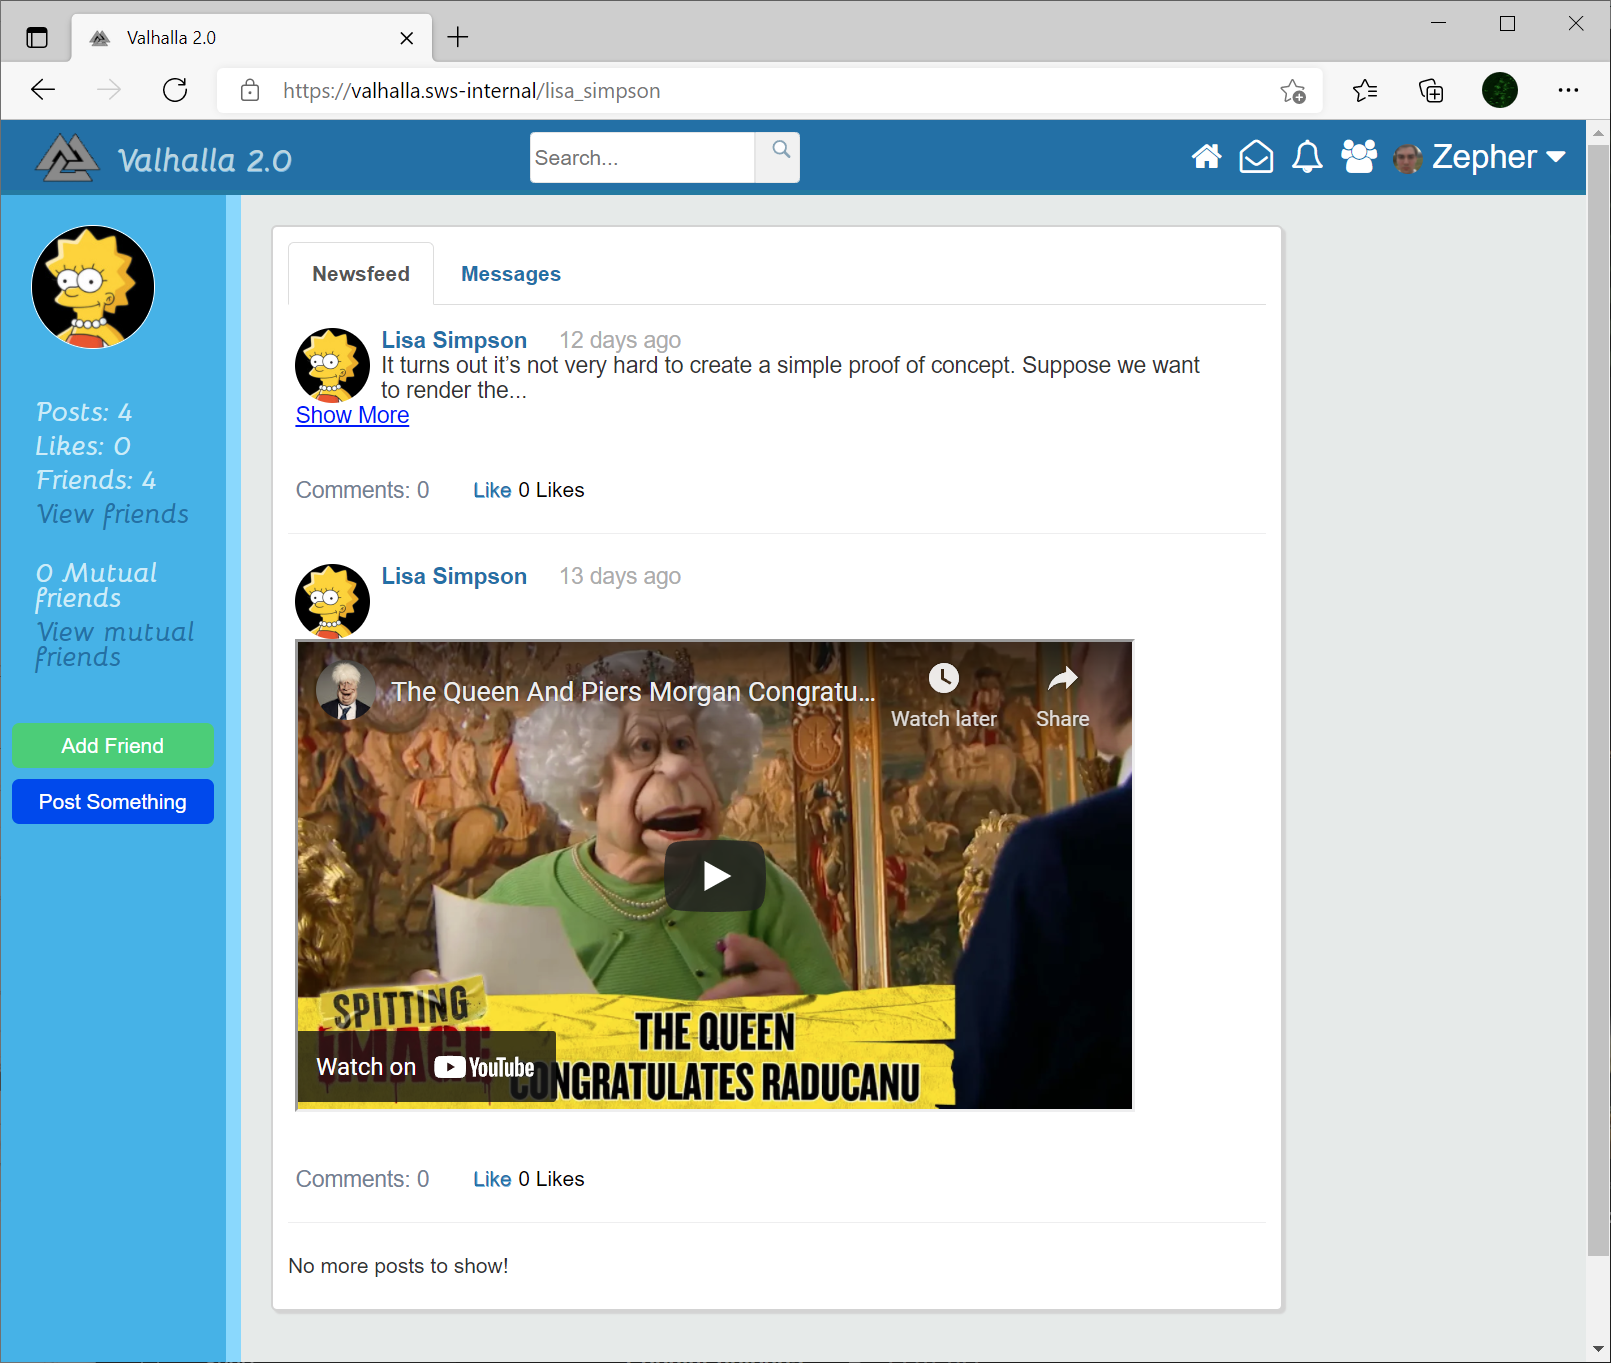 Valhalla 2.0
https://valhalla.sws-internal/lisa_simpson
Valhalla 2.0
Search...
Zepher
Posts: 4
Likes: 0
Friends: 4
View friends
0 Mutual
friends
View mutual
friends
Add Friend
Post Something
Newsfeed
Messages
Lisa Simpson 12 days ago
It turns out it’s not very hard to create a simple proof of concept. Suppose we want
to render the...
Show More
Comments: 0 Like 0 Likes
Lisa Simpson 13 days ago
The Queen And Piers Morgan Congratu...
Watch later
Share
SPITTING
IMAGE
THE QUEEN
CONGRATULATES RADUCANU
Watch on YouTube
Comments: 0 Like 0 Likes
No more posts to show!